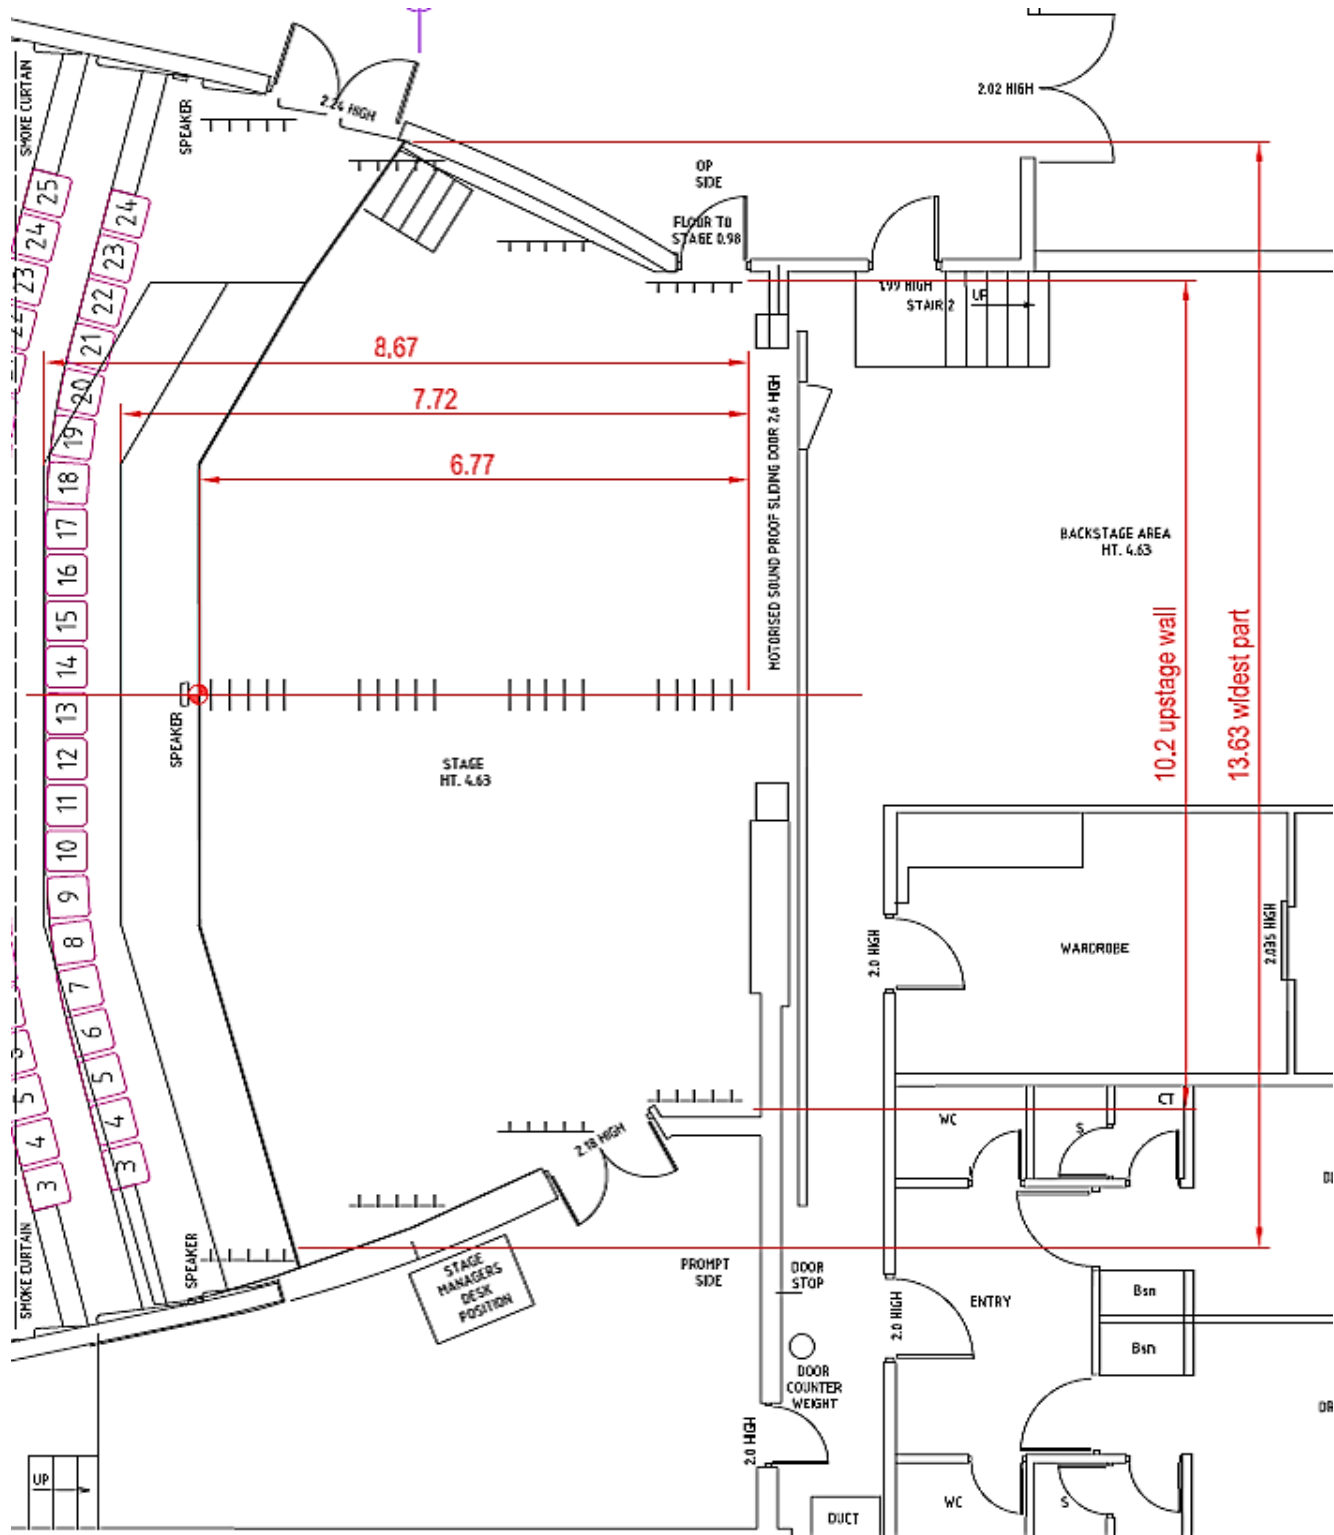 SMOKE CURTAIN
SPEAKER
2.24 HIGH
2.02 HIGH
OP
SIDE
FLOUR TO
STAGE 0.98
1.99 HIGH
STAIR 2
UP
25
24
23
22
24
23
22
21
20
19
18
17
16
15
14
13
12
11
10
9
8
7
6
5
4
3
5
4
3
8.67
7.72
6.77
MOTORISED SOUND PROOF SLIDING DOOR 2.6 HIGH
BACKSTAGE AREA
HT. 4.63
10.2 upstage wall
13.63 widest part
SPEAKER
STAGE
HT. 4.63
2.0 HIGH
WARDROBE
2.035 HIGH
WC
S
CT
2.18 HIGH
SMOKE CURTAIN
SPEAKER
STAGE
MANAGERS
DESK
POSITION
PROMPT
SIDE
DOOR
STOP
2.0 HIGH
ENTRY
Bsn
Bsn
DOOR
COUNTER
WEIGHT
2.0 HIGH
UP
DUCT
WC
S
DR